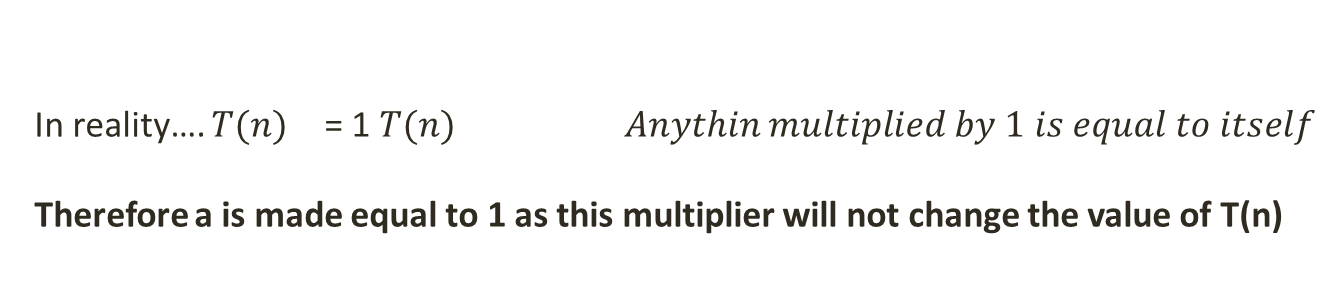 In reality.... T(n) = 1 T(n) Anythin multiplied by 1 is equal to itself
Therefore a is made equal to 1 as this multiplier will not change the value of T(n)